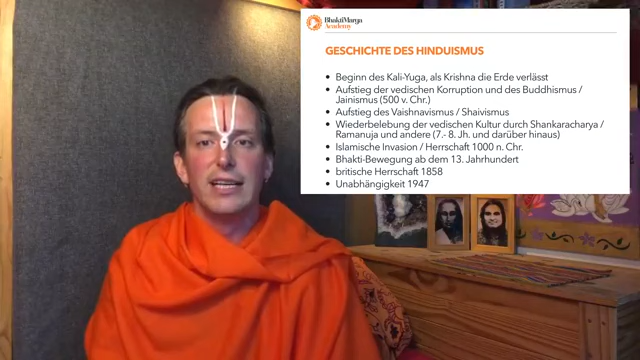 BhaktiMarga
Academy
GESCHICHTE DES HINDUISMUS
• Beginn des Kali-Yuga, als Krishna die Erde verlässt
• Aufstieg der vedischen Korruption und des Buddhismus /
Jainismus (500 v. Chr.)
• Aufstieg des Vaishnavismus / Shaivismus
• Wiederbelebung der vedischen Kultur durch Shankaracharya /
Ramanuja und andere (7.- 8. Jh. und darüber hinaus)
• Islamische Invasion / Herrschaft 1000 n. Chr.
• Bhakti-Bewegung ab dem 13. Jahrhundert
• britische Herrschaft 1858
• Unabhängigkeit 1947